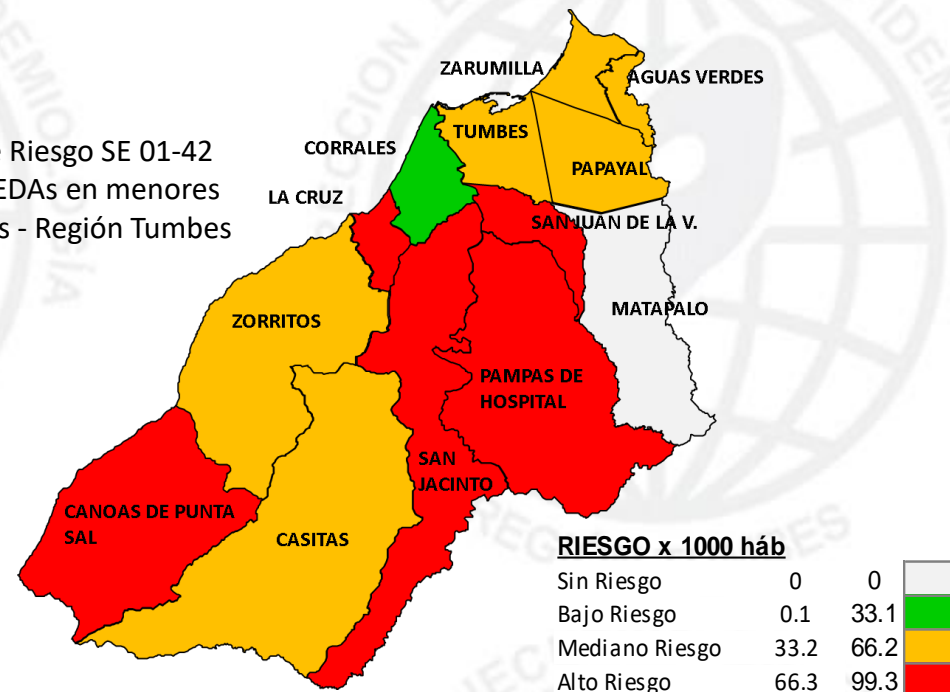 ZARUMILLA
AGUAS VERDES
Riesgo SE 01-42
EDAs en menores
s - Región Tumbes
CORRALES
TUMBES
PAPAYAL
LA CRUZ
SAN JUAN DE LA V.
MATAPALO
ZORRITOS
PAMPAS DE
HOSPITAL
SAN
JACINTO
CANOAS DE PUNTA
SAL
CASITAS
RIESGO x 1000 háb
Sin Riesgo 0 0
Bajo Riesgo 0.1 33.1
Mediano Riesgo 33.2 66.2
Alto Riesgo 66.3 99.3